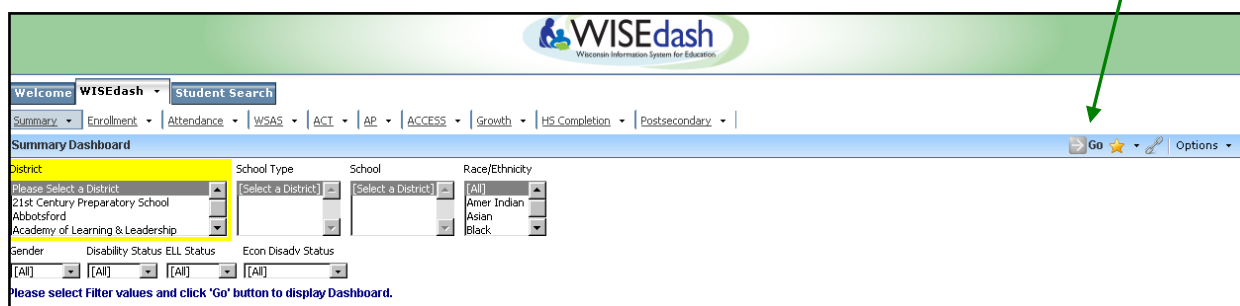 WISEdash
Wisconsin Information System for Education
Welcome WISEdash Student Search
Summary Enrollment Attendance WSAS ACT AP ACCESS Growth HS Completion Postsecondary
Summary Dashboard Go Options
District School Type School Race/Ethnicity
Please Select a District [Select a District] [Select a District] [All]
21st Century Preparatory School Amer Indian
Abbotsford Asian
Academy of Learning & Leadership Black
Gender Disability Status ELL Status Econ Disadv Status
[All] [All] [All] [All]
Please select Filter values and click 'Go' button to display Dashboard.